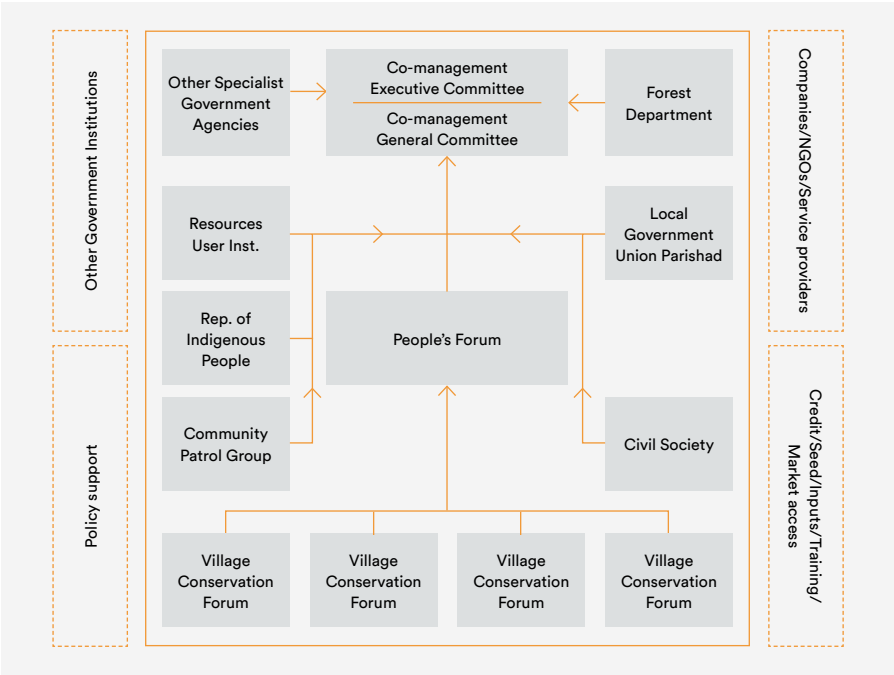 Other Government Institutions
Policy support
Other Specialist
Government
Agencies
Co-management
Executive Committee
Co-management
General Committee
Forest
Department
Resources
User Inst.
Local
Government
Union Parishad
Rep. of
Indigenous
People
People’s Forum
Community
Patrol Group
Civil Society
Village
Conservation
Forum
Village
Conservation
Forum
Village
Conservation
Forum
Village
Conservation
Forum
Companies/NGOs/Service providers
Credit/Seed/Inputs/Training/
Market access